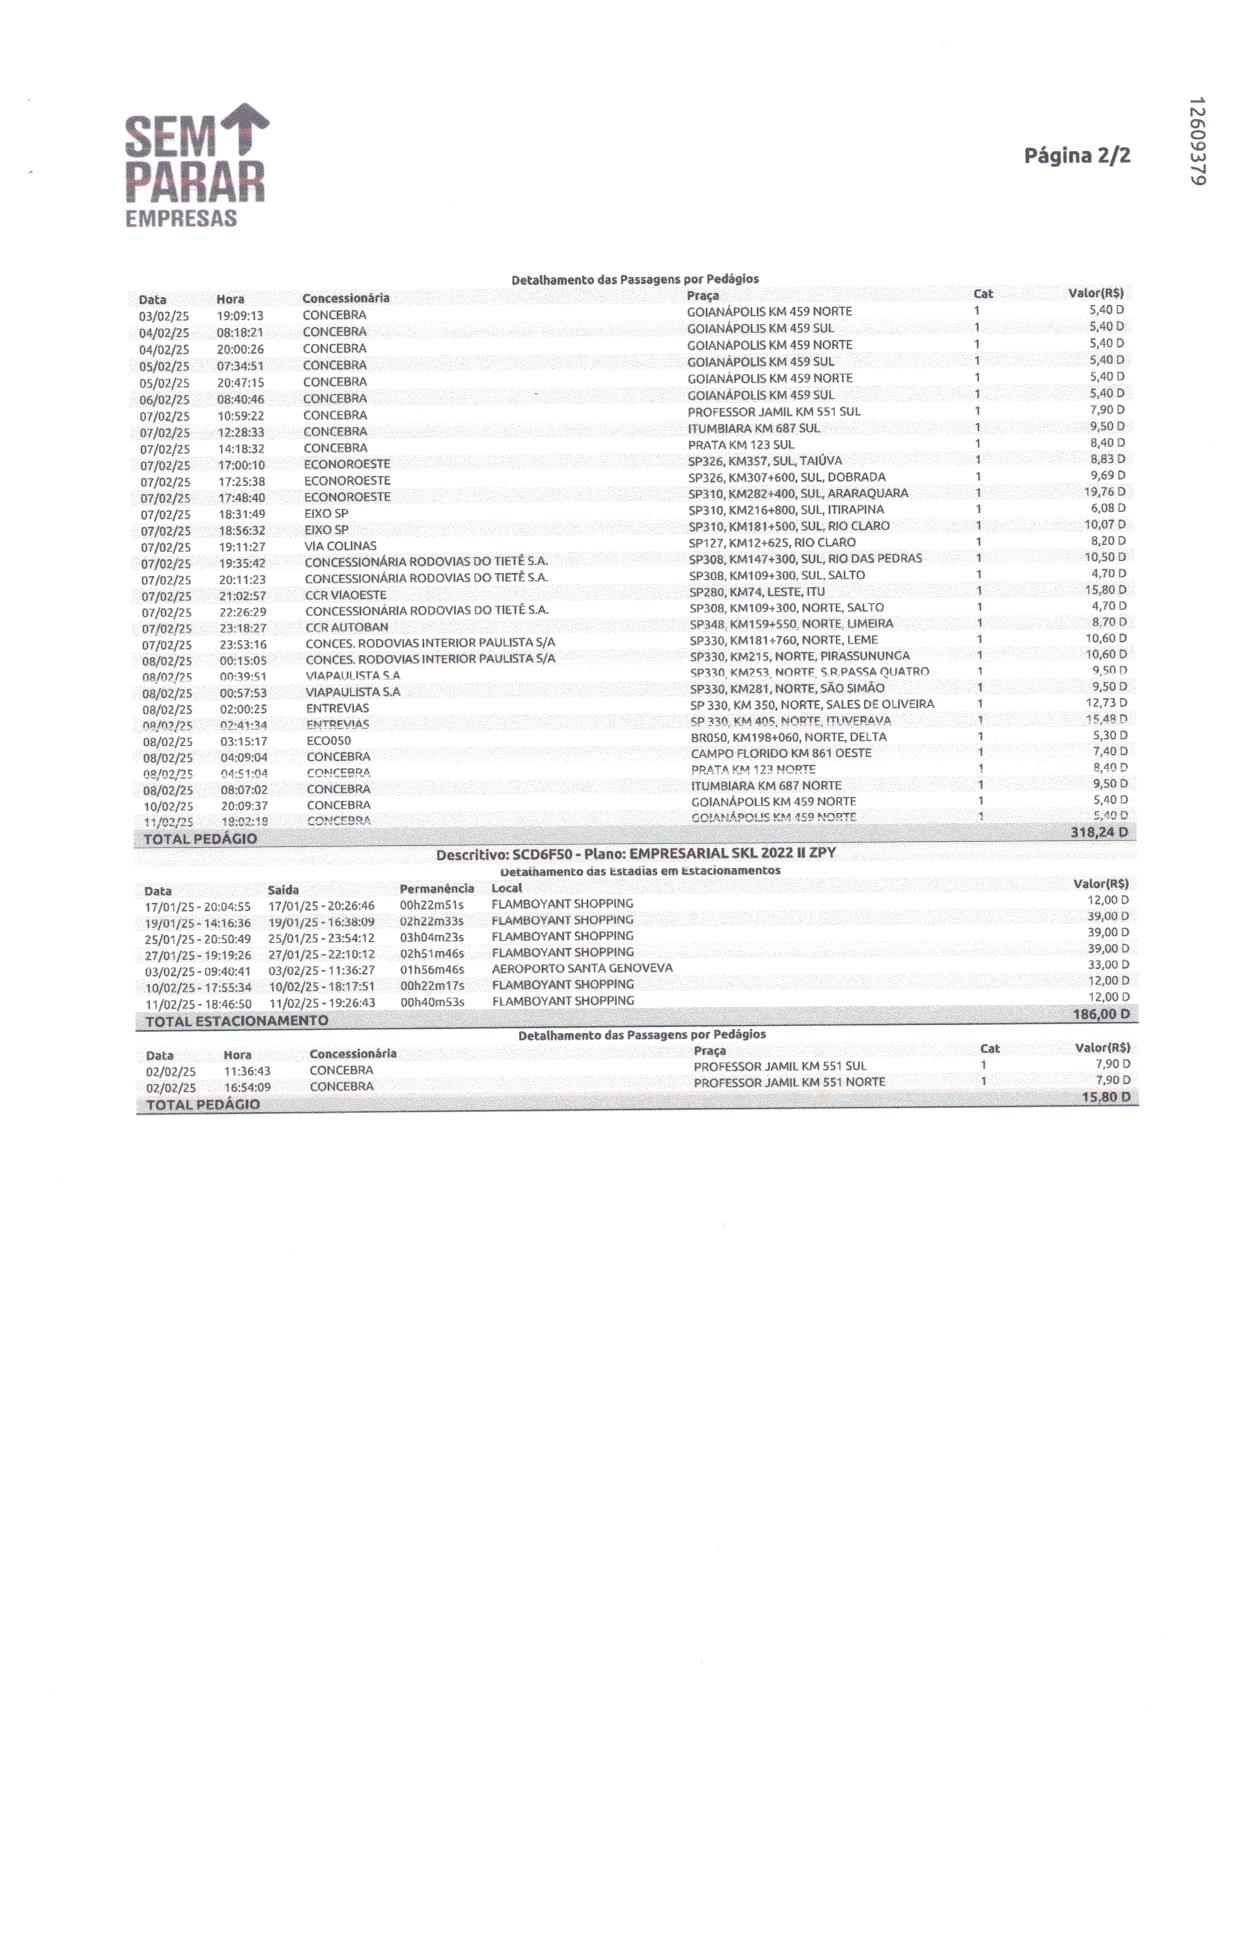 SEM
PARAR
EMPRESAS
Página 2/2
12609379
Detalhamento das Passagens por Pedágios
Data Hora Concessionária Praça Cat Valor(R$)
03/02/25 19:09:13 CONCEBRA GOIANÁPOLIS KM 459 NORTE 1 5,40 D
04/02/25 08:18:21 CONCEBRA GOIANÁPOLIS KM 459 SUL 1 5,40 D
04/02/25 20:00:26 CONCEBRA GOIANÁPOLIS KM 459 NORTE 1 5,40 D
05/02/25 07:34:51 CONCEBRA GOIANÁPOLIS KM 459 SUL 1 5,40 D
05/02/25 20:47:15 CONCEBRA GOIANÁPOLIS KM 459 NORTE 1 5,40 D
06/02/25 08:40:46 CONCEBRA GOIANÁPOLIS KM 459 SUL 1 5,40 D
07/02/25 10:59:22 CONCEBRA PROFESSOR JAMIL KM 551 SUL 1 7,90 D
07/02/25 12:28:33 CONCEBRA ITUMBIARA KM 687 SUL 1 9,50 D
07/02/25 14:18:32 CONCEBRA PRATA KM 123 SUL 1 8,40 D
07/02/25 17:00:10 ECONOROESTE SP326, KM357, SUL, TAIÚVA 1 8,83 D
07/02/25 17:25:38 ECONOROESTE SP326, KM307+600, SUL, DOBRADA 1 9,69 D
07/02/25 17:48:40 ECONOROESTE SP310, KM282+400, SUL, ARARAQUARA 1 19,76 D
07/02/25 18:31:49 EIXO SP SP310, KM216+800, SUL, ITIRAPINA 1 6,08 D
07/02/25 18:56:32 EIXO SP SP310, KM181+500, SUL, RIO CLARO 1 10,07 D
07/02/25 19:11:27 VIA COLINAS SP127, KM12+625, RIO CLARO 1 8,20 D
07/02/25 19:35:42 CONCESSIONÁRIA RODOVIAS DO TIETÊ S.A. SP308, KM147+300, SUL, RIO DAS PEDRAS 1 10,50 D
07/02/25 20:11:23 CONCESSIONÁRIA RODOVIAS DO TIETÊ S.A. SP308, KM109+300, SUL, SALTO 1 4,70 D
07/02/25 21:02:57 CCR VIAOESTE SP280, KM74, LESTE, ITU 1 15,80 D
07/02/25 22:26:29 CONCESSIONÁRIA RODOVIAS DO TIETÊ S.A. SP308, KM109+300, NORTE, SALTO 1 4,70 D
07/02/25 23:18:27 CCR AUTOBAN SP348, KM159+550, NORTE, LIMEIRA 1 8,70 D
07/02/25 23:53:16 CONCES. RODOVIAS INTERIOR PAULISTA S/A SP330, KM181+760, NORTE, LEME 1 10,60 D
08/02/25 00:15:05 CONCES. RODOVIAS INTERIOR PAULISTA S/A SP330, KM215, NORTE, PIRASSUNUNGA 1 10,60 D
08/02/25 00:39:51 VIAPAULISTA S.A SP330, KM253, NORTE, S.R.PASSA QUATRO 1 9,50 D
08/02/25 00:57:53 VIAPAULISTA S.A SP330, KM281, NORTE, SÃO SIMÃO 1 9,50 D
08/02/25 02:00:25 ENTREVIAS SP 330, KM 350, NORTE, SALES DE OLIVEIRA 1 12,73 D
08/02/25 02:41:34 ENTREVIAS SP 330, KM 405, NORTE, ITUVERAVA 1 15,48 D
08/02/25 03:15:17 ECO050 BR050, KM198+060, NORTE, DELTA 1 5,30 D
08/02/25 04:09:04 CONCEBRA CAMPO FLORIDO KM 861 OESTE 1 7,40 D
08/02/25 04:51:04 CONCEBRA PRATA KM 123 NORTE 1 8,40 D
08/02/25 08:07:02 CONCEBRA ITUMBIARA KM 687 NORTE 1 9,50 D
10/02/25 20:09:37 CONCEBRA GOIANÁPOLIS KM 459 NORTE 1 5,40 D
11/02/25 18:02:18 CONCEBRA GOIANÁPOLIS KM 459 NORTE 1 5,40 D
TOTAL PEDÁGIO 318,24 D
Descritivo: SCD6F50 - Plano: EMPRESARIAL SKL 2022 II ZPY
Detalhamento das Estadias em Estacionamentos
Data Saída Permanência Local Valor(R$)
17/01/25 - 20:04:55 17/01/25 - 20:26:46 00h22m51s FLAMBOYANT SHOPPING 12,00 D
19/01/25 - 14:16:36 19/01/25 - 16:38:09 02h22m33s FLAMBOYANT SHOPPING 39,00 D
25/01/25 - 20:50:49 25/01/25 - 23:54:12 03h04m23s FLAMBOYANT SHOPPING 39,00 D
27/01/25 - 19:19:26 27/01/25 - 22:10:12 02h51m46s FLAMBOYANT SHOPPING 39,00 D
03/02/25 - 09:40:41 03/02/25 - 11:36:27 01h56m46s AEROPORTO SANTA GENOVEVA 33,00 D
10/02/25 - 17:55:34 10/02/25 - 18:17:51 00h22m17s FLAMBOYANT SHOPPING 12,00 D
11/02/25 - 18:46:50 11/02/25 - 19:26:43 00h40m53s FLAMBOYANT SHOPPING 12,00 D
TOTAL ESTACIONAMENTO 186,00 D
Detalhamento das Passagens por Pedágios
Data Hora Concessionária Praça Cat Valor(R$)
02/02/25 11:36:43 CONCEBRA PROFESSOR JAMIL KM 551 SUL 1 7,90 D
02/02/25 16:54:09 CONCEBRA PROFESSOR JAMIL KM 551 NORTE 1 7,90 D
TOTAL PEDÁGIO 15,80 D